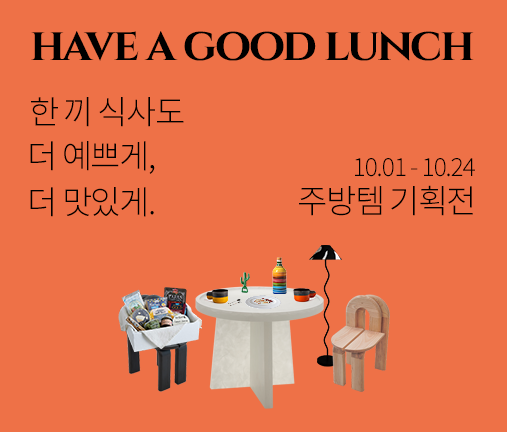 HAVE A GOOD LUNCH
한 끼 식사도
더 예쁘게,
더 맛있게.
10.01 - 10.24
주방템 기획전